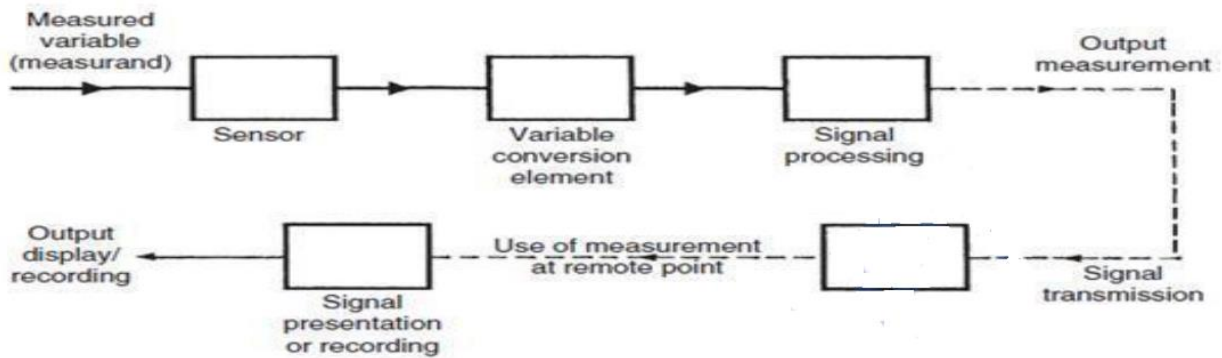 Measured
variable
(measurand)
Sensor
Variable
conversion
element
Signal
processing
Output
measurement
Output
display/
recording
Signal
presentation
or recording
Use of measurement
at remote point
Signal
transmission